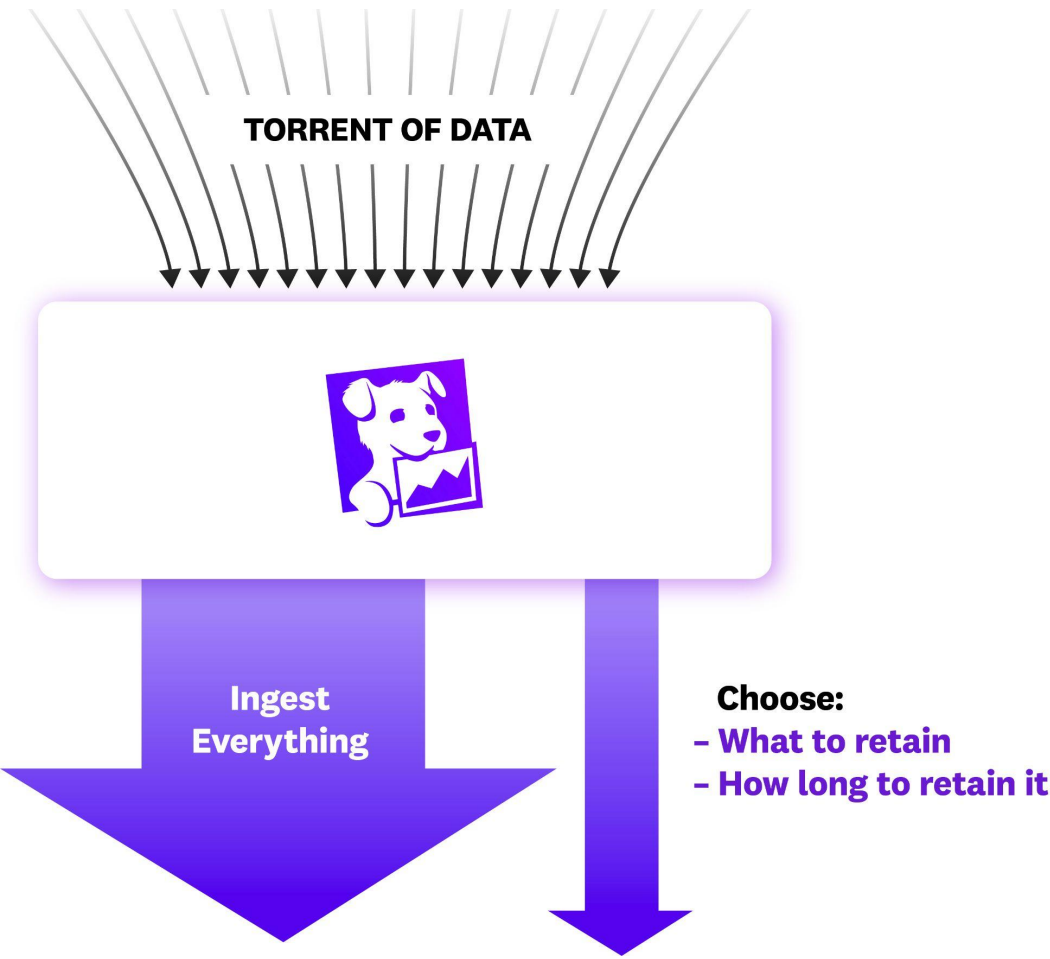 TORRENT OF DATA
Ingest
Everything
Choose:
– What to retain
– How long to retain it